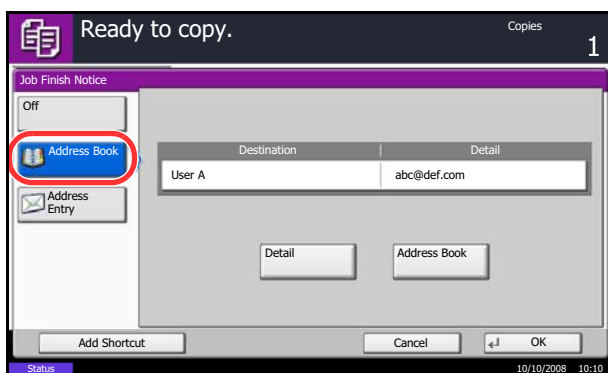 Ready to copy.
Copies
1
Job Finish Notice
Off
Address Book
Address
Entry
Destination
Detail
User A
abc@def.com
Detail
Address Book
Add Shortcut
Cancel
OK
Status
10/10/2008 10:10